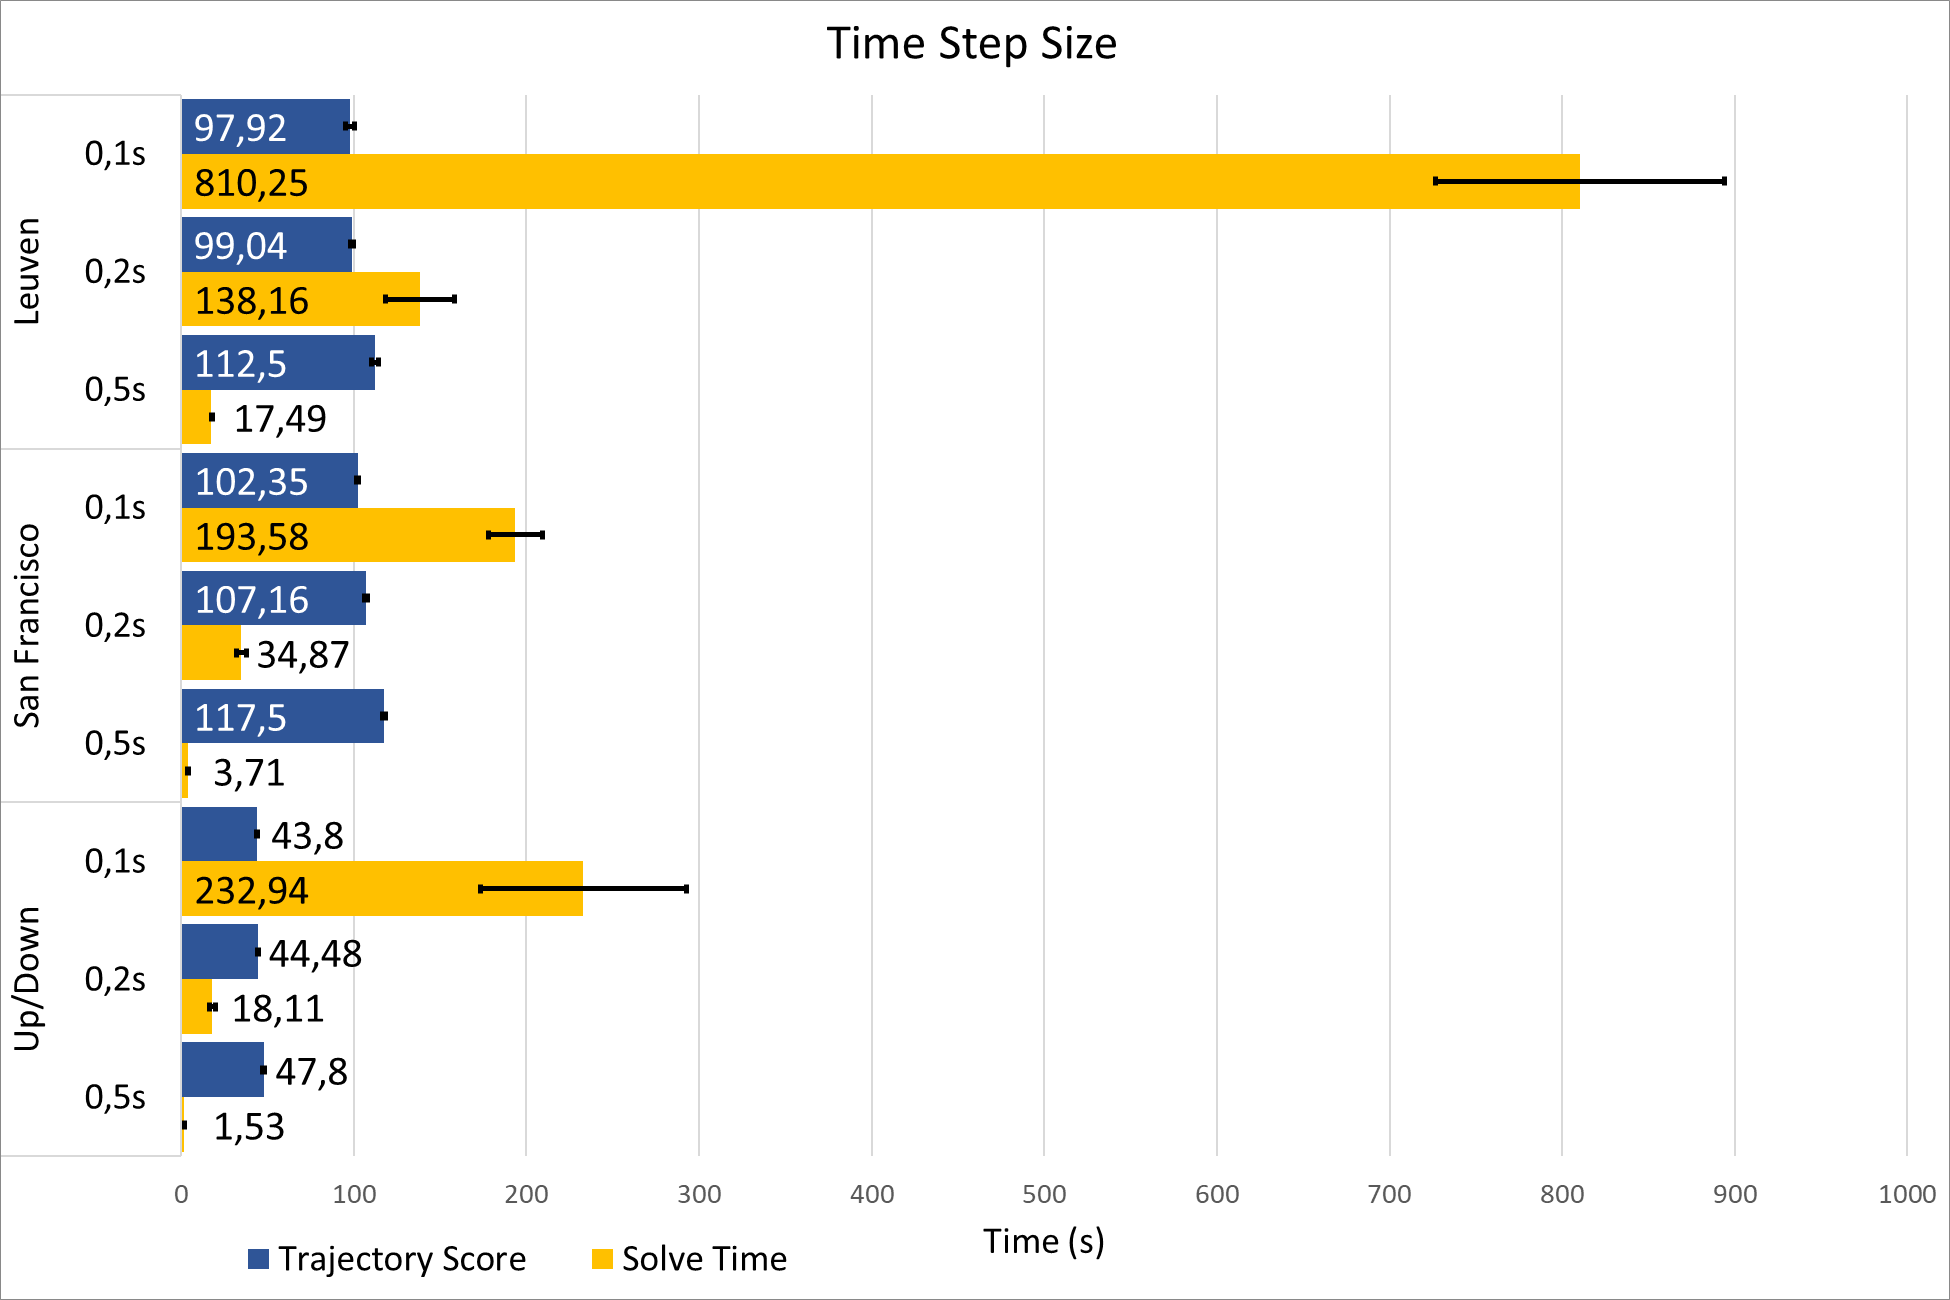 Time Step Size
Leuven
0,1s
97,92
810,25
0,2s
99,04
138,16
0,5s
112,5
17,49
San Francisco
0,1s
102,35
193,58
0,2s
107,16
34,87
0,5s
117,5
3,71
Up/Down
0,1s
43,8
232,94
0,2s
44,48
18,11
0,5s
47,8
1,53
0 100 200 300 400 500 600 700 800 900 1000
Time (s)
Trajectory Score Solve Time